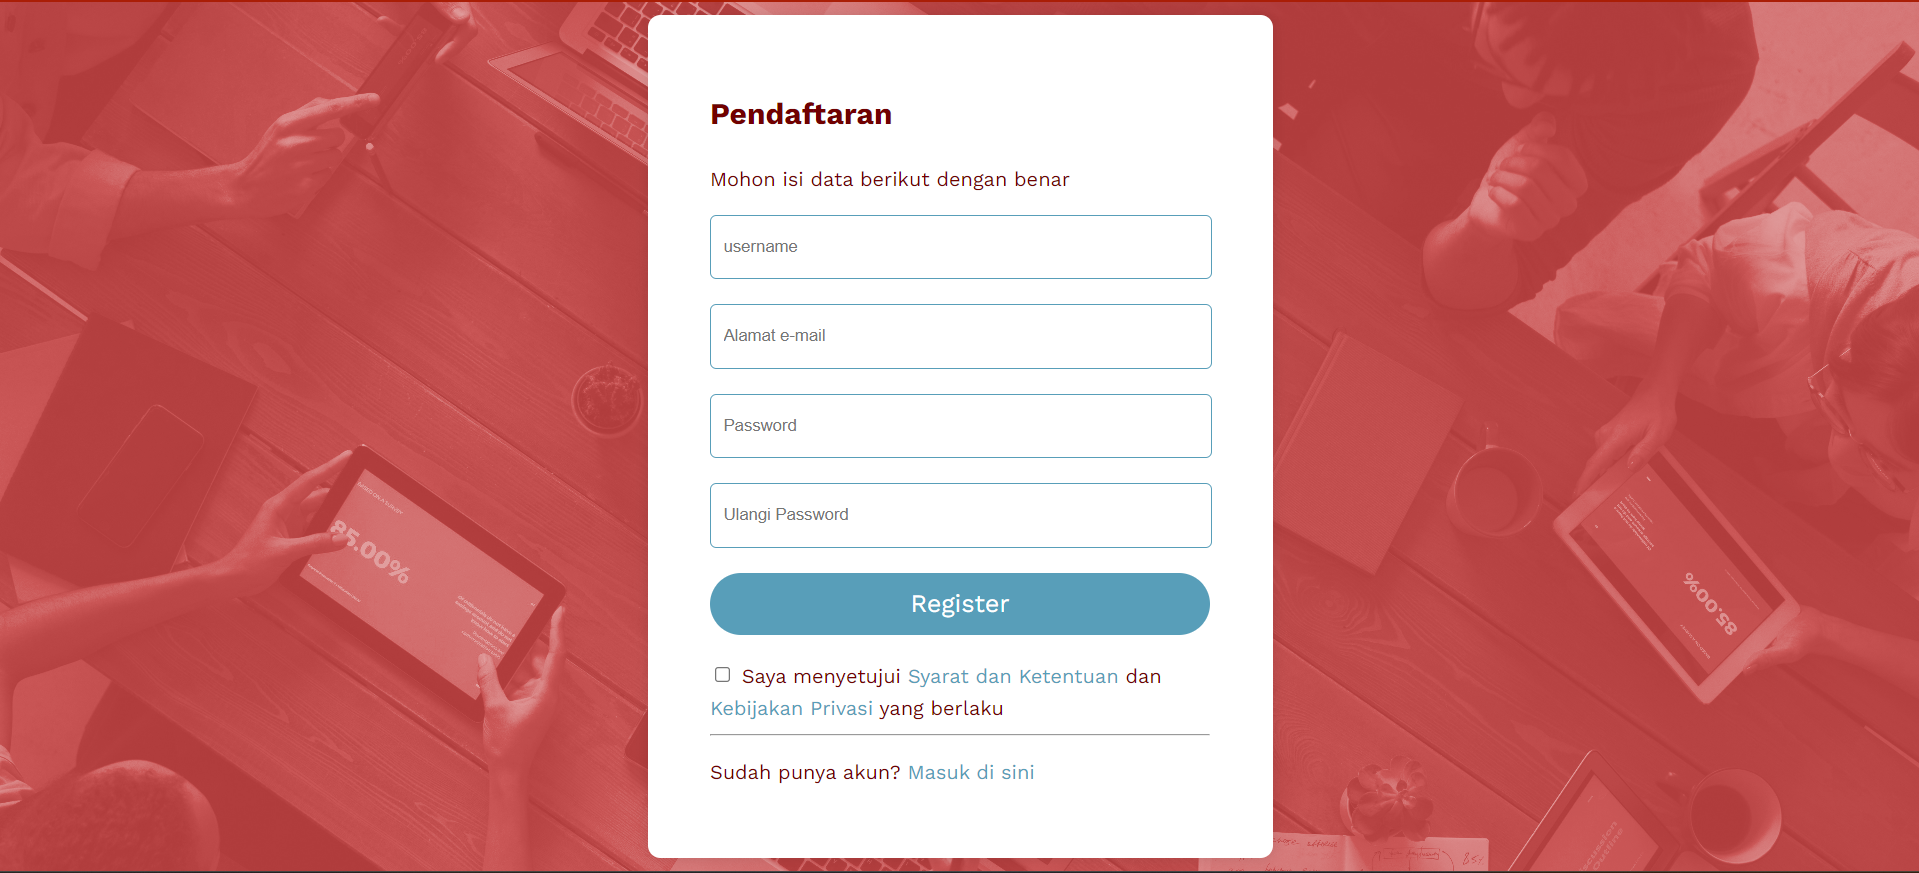 Pendaftaran
Mohon isi data berikut dengan benar
username
Alamat e-mail
Password
Ulangi Password
Register
Saya menyetujui Syarat dan Ketentuan dan
Kebijakan Privasi yang berlaku
Sudah punya akun? Masuk di sini
85.00%
85.00%